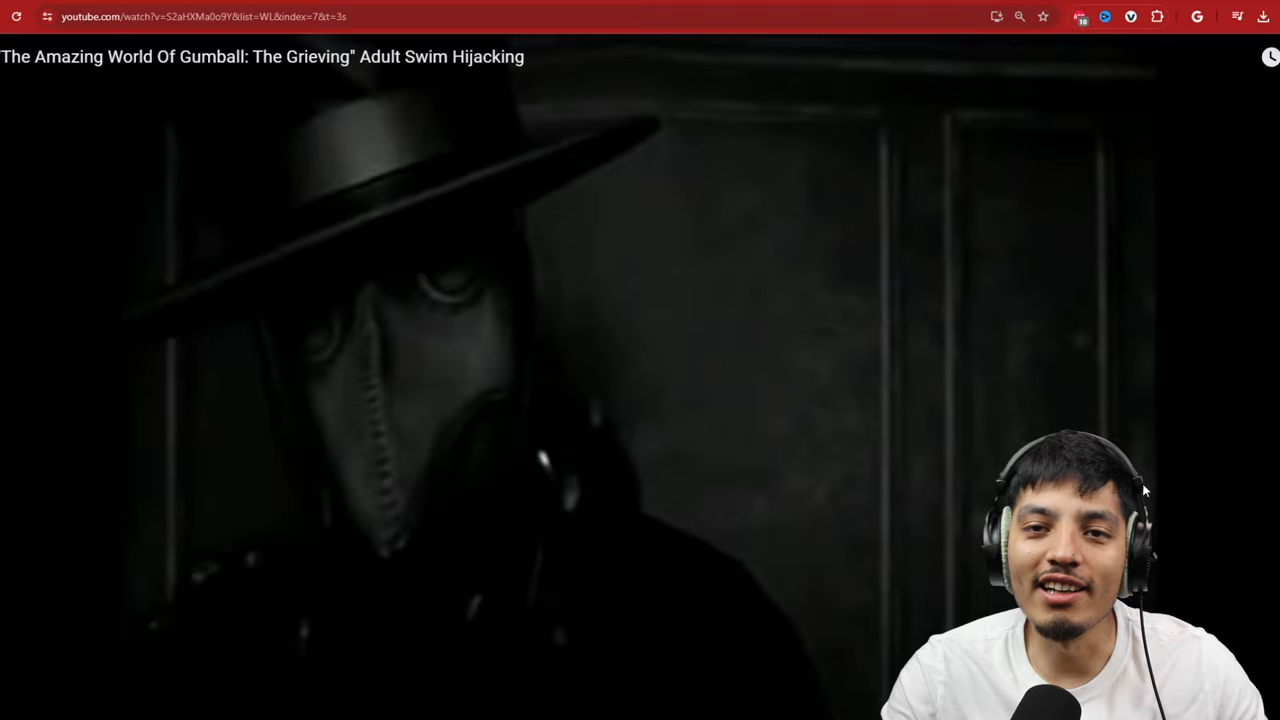 youtube.com/watch?v=S2aHXMa0o9Y&list=WL&index=7&t=3s
10
The Amazing World Of Gumball: The Grieving" Adult Swim Hijacking